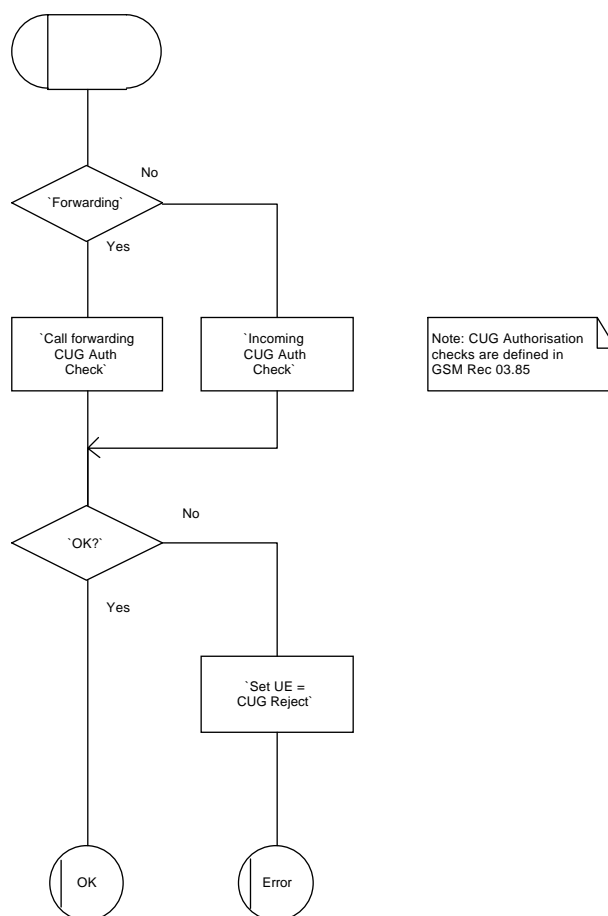 No
`Forwarding`
Yes
`Call forwarding
CUG Auth
Check`
`Incoming
CUG Auth
Check`
Note: CUG Authorisation
checks are defined in
GSM Rec 03.85
No
`OK?`
Yes
`Set UE =
CUG Reject`
OK
Error